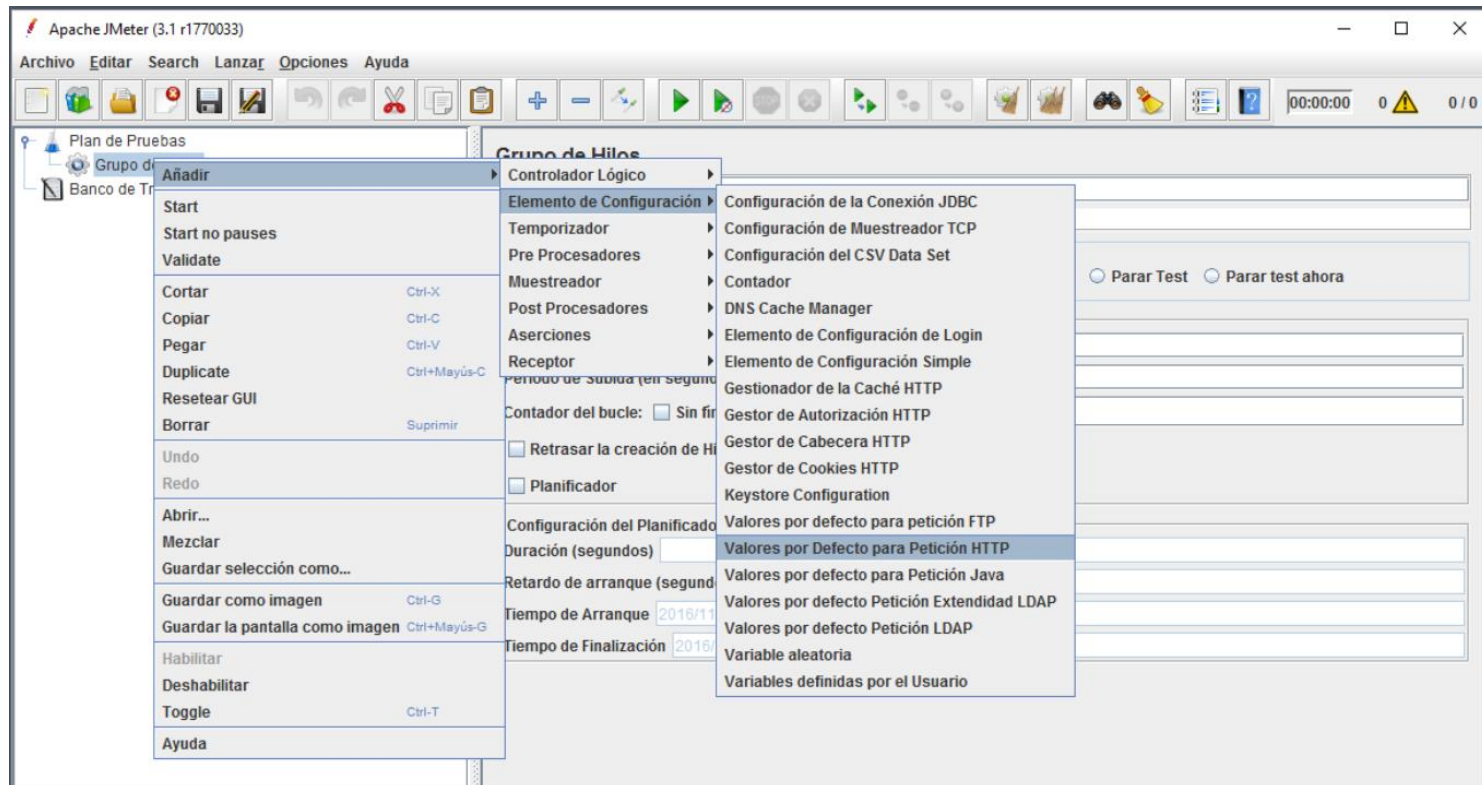 Apache JMeter (3.1 r1770033)
Archivo Editar Search Lanzar Opciones Ayuda
STOP
00:00:00 0 0 / 0
Plan de Pruebas
Grupo de
Banco de Tr
Añadir
Start
Start no pauses
Validate
Cortar Ctrl-X
Copiar Ctrl-C
Pegar Ctrl-V
Duplicate Ctrl+Mayús-C
Resetear GUI
Borrar Suprimir
Undo
Redo
Abrir...
Mezclar
Guardar selección como...
Guardar como imagen Ctrl-G
Guardar la pantalla como imagen Ctrl+Mayús-G
Habilitar
Deshabilitar
Toggle Ctrl-T
Ayuda
Grupo de Hilos
Controlador Lógico
Elemento de Configuración
Temporizador
Pre Procesadores
Muestreador
Post Procesadores
Aserciones
Receptor
Configuración de la Conexión JDBC
Configuración de Muestreador TCP
Configuración del CSV Data Set
Contador
DNS Cache Manager
Elemento de Configuración de Login
Elemento de Configuración Simple
Gestionador de la Caché HTTP
Gestor de Autorización HTTP
Gestor de Cabecera HTTP
Gestor de Cookies HTTP
Keystore Configuration
Valores por defecto para petición FTP
Valores por Defecto para Petición HTTP
Valores por defecto para Petición Java
Valores por defecto Petición Extendidad LDAP
Valores por defecto Petición LDAP
Variable aleatoria
Variables definidas por el Usuario
Parar Test Parar test ahora
Periodo de Subida (en segund
Contador del bucle: Sin fin
Retrasar la creación de Hi
Planificador
Configuración del Planificado
Duración (segundos)
Retardo de arranque (segund
Tiempo de Arranque 2016/11
Tiempo de Finalización 2016/